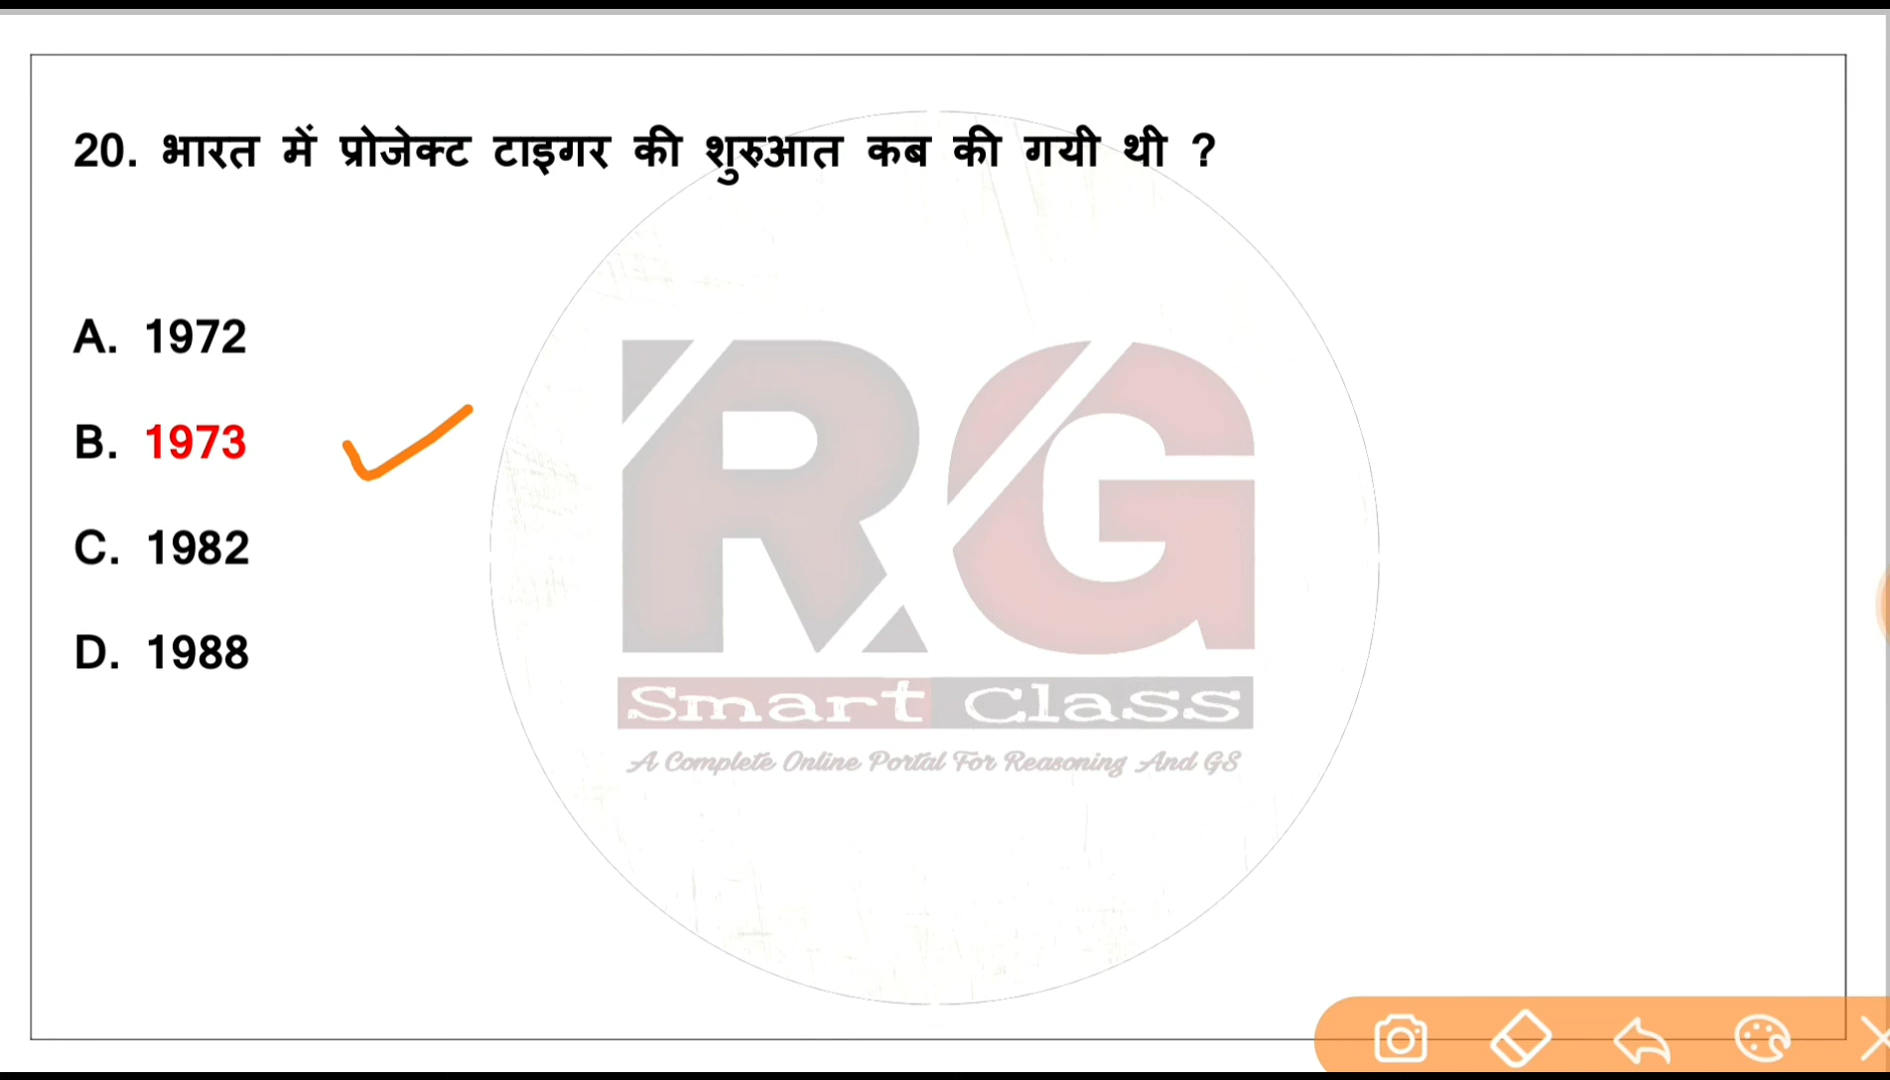 20. भारत में प्रोजेक्ट टाइगर की शुरुआत कब की गयी थी ?
A. 1972
B. 1973
C. 1982
D. 1988
RG
Smart Class
A Complete Online Portal For Reasoning And GS